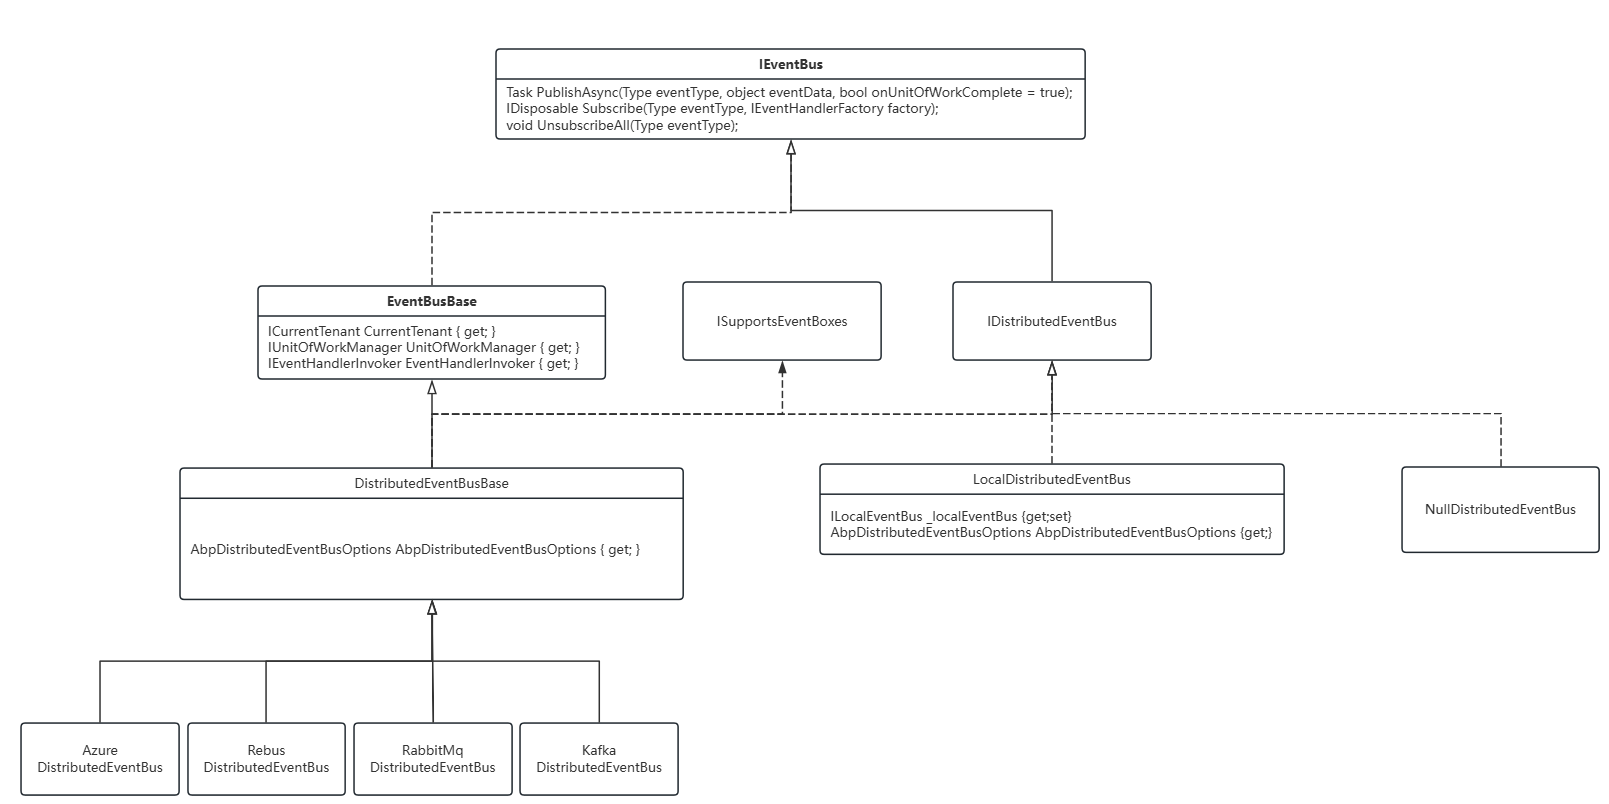 IEventBus
Task PublishAsync(Type eventType, object eventData, bool onUnitOfWorkComplete = true);
IDisposable Subscribe(Type eventType, IEventHandlerFactory factory);
void UnsubscribeAll(Type eventType);
EventBusBase
ICurrentTenant CurrentTenant { get; }
IUnitOfWorkManager UnitOfWorkManager { get; }
IEventHandlerInvoker EventHandlerInvoker { get; }
ISupportsEventBoxes
IDistributedEventBus
DistributedEventBusBase
AbpDistributedEventBusOptions AbpDistributedEventBusOptions { get; }
LocalDistributedEventBus
ILocalEventBus _localEventBus {get;set}
AbpDistributedEventBusOptions AbpDistributedEventBusOptions {get;}
NullDistributedEventBus
Azure
DistributedEventBus
Rebus
DistributedEventBus
RabbitMq
DistributedEventBus
Kafka
DistributedEventBus